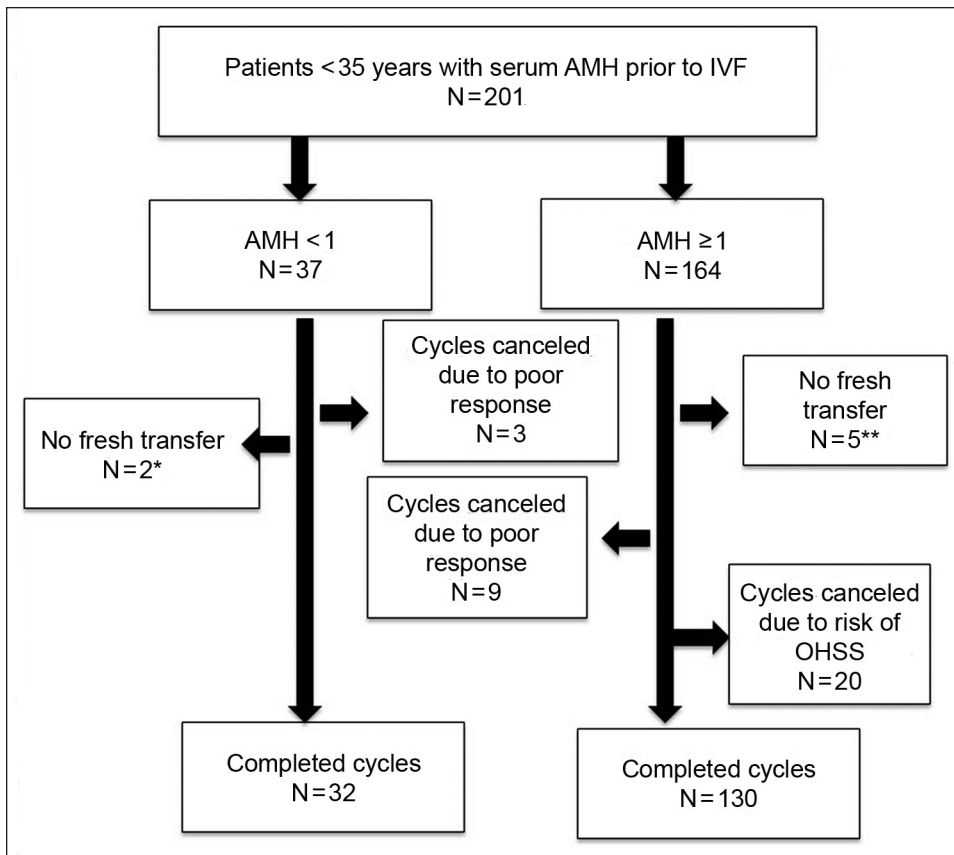 Patients <35 years with serum AMH prior to IVF
N=201
AMH <1
N=37
AMH ≥1
N=164
Cycles canceled
due to poor
response
N=3
No fresh
transfer
N=5**
No fresh transfer
N=2*
Cycles canceled
due to poor
response
N=9
Cycles canceled
due to risk of
OHSS
N=20
Completed cycles
N=32
Completed cycles
N=130